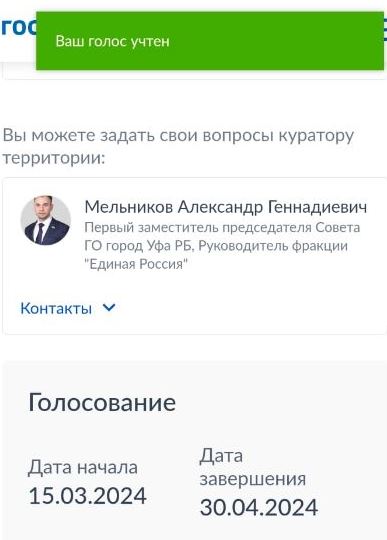 гос
Ваш голос учтен
Вы можете задать свои вопросы куратору
территории:
Мельников Александр Геннадиевич
Первый заместитель председателя Совета
ГО город Уфа РБ, Руководитель фракции
"Единая Россия"
Контакты
Голосование
Дата начала
15.03.2024
Дата
завершения
30.04.2024